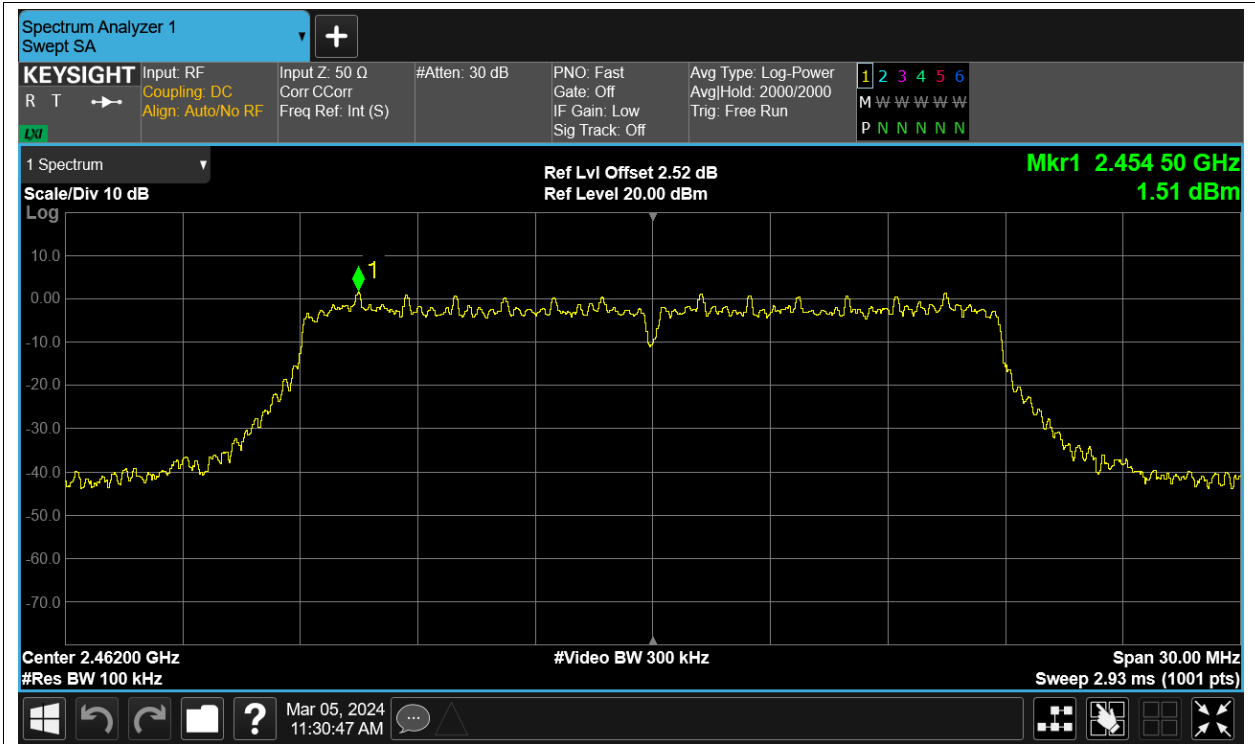 Spectrum Analyzer 1
Swept SA
KEYSIGHT
R T
LXI
Input: RF
Coupling: DC
Align: Auto/No RF
Input Z: 50 Ω
Corr CCorr
Freq Ref: Int (S)
#Atten: 30 dB
PNO: Fast
Gate: Off
IF Gain: Low
Sig Track: Off
Avg Type: Log-Power
Avg|Hold: 2000/2000
Trig: Free Run
1 2 3 4 5 6
M W W W W W
P N N N N N
1 Spectrum
Scale/Div 10 dB
Ref Lvl Offset 2.52 dB
Ref Level 20.00 dBm
Mkr1 2.454 50 GHz
1.51 dBm
Log
10.0
1
0.00
-10.0
-20.0
-30.0
-40.0
-50.0
-60.0
-70.0
Center 2.46200 GHz
#Video BW 300 kHz
Span 30.00 MHz
#Res BW 100 kHz
Sweep 2.93 ms (1001 pts)
?
Mar 05, 2024
11:30:47 AM